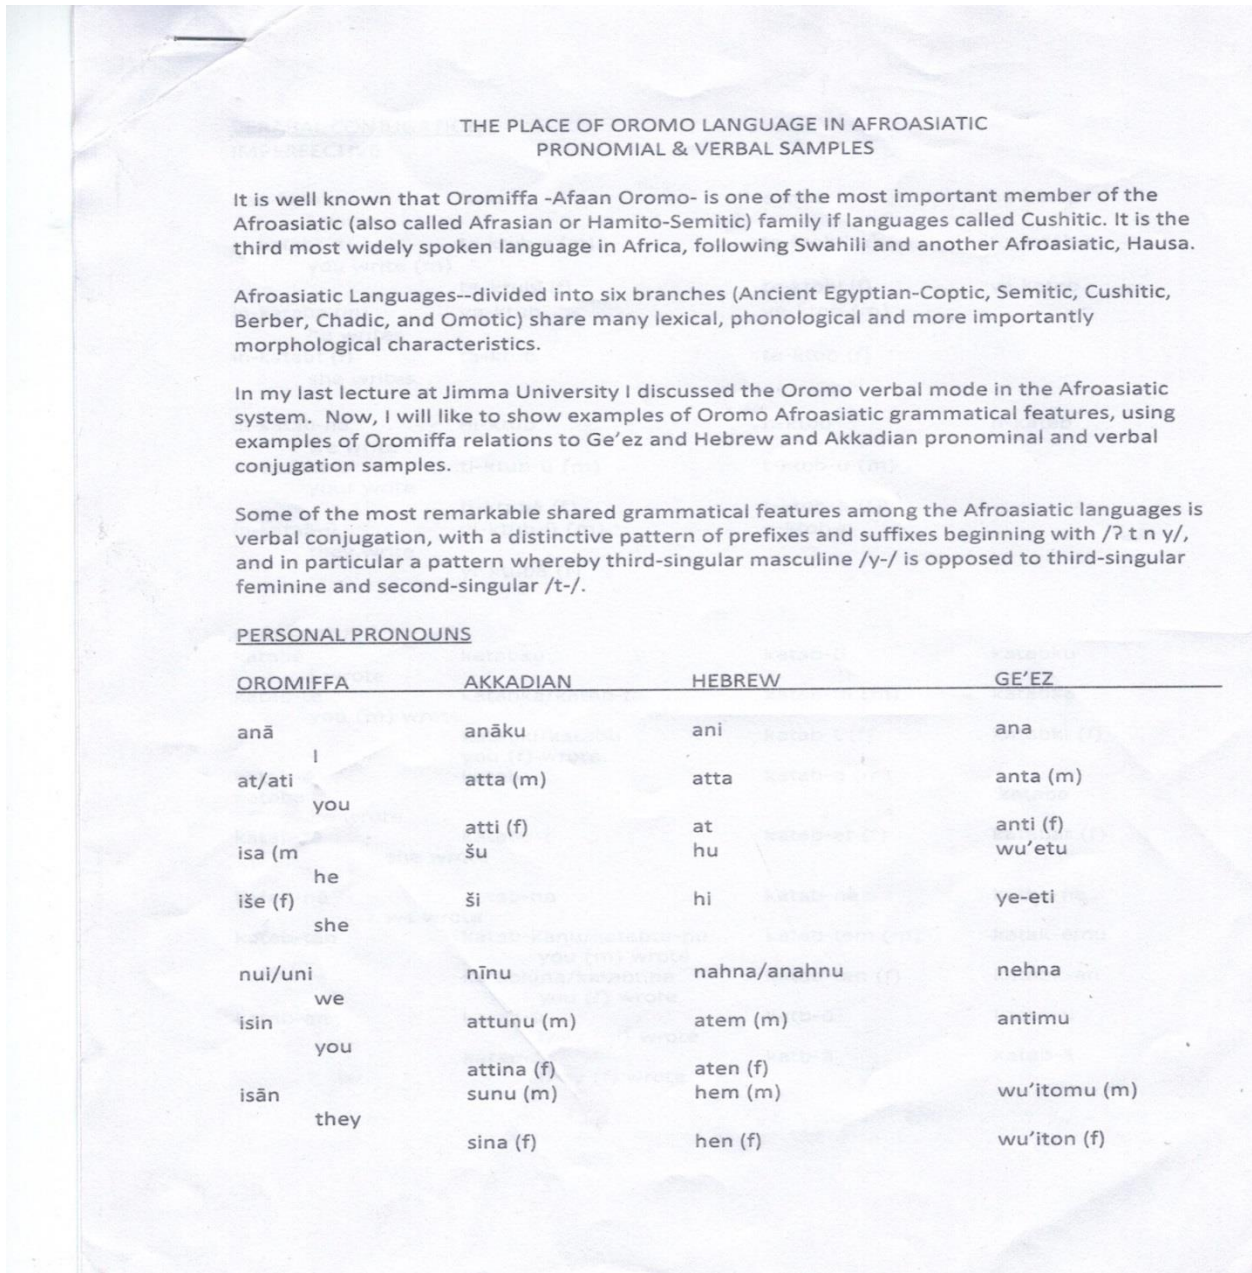 THE PLACE OF OROMO LANGUAGE IN AFROASIATIC
PRONOMIAL & VERBAL SAMPLES
It is well known that Oromiffa -Afaan Oromo- is one of the most important member of the
Afroasiatic (also called Afrasian or Hamito-Semitic) family if languages called Cushitic. It is the
third most widely spoken language in Africa, following Swahili and another Afroasiatic, Hausa.
Afroasiatic Languages--divided into six branches (Ancient Egyptian-Coptic, Semitic, Cushitic,
Berber, Chadic, and Omotic) share many lexical, phonological and more importantly
morphological characteristics.
In my last lecture at Jimma University I discussed the Oromo verbal mode in the Afroasiatic
system. Now, I will like to show examples of Oromo Afroasiatic grammatical features, using
examples of Oromiffa relations to Ge’ez and Hebrew and Akkadian pronominal and verbal
conjugation samples.
Some of the most remarkable shared grammatical features among the Afroasiatic languages is
verbal conjugation, with a distinctive pattern of prefixes and suffixes beginning with /? t n y/,
and in particular a pattern whereby third-singular masculine /y-/ is opposed to third-singular
feminine and second-singular /t-/.
PERSONAL PRONOUNS
OROMIFFA AKKADIAN HEBREW GE’EZ
anā anāku ani ana
I
at/ati atta (m) atta anta (m)
you
atti (f) at anti (f)
isa (m šu hu wu’etu
he
iše (f) ši hi ye-eti
she
nui/uni nīnu nahna/anahnu nehna
we
isin attunu (m) atem (m) antimu
you
attina (f) aten (f)
isān sunu (m) hem (m) wu’itomu (m)
they
sina (f) hen (f) wu’iton (f)